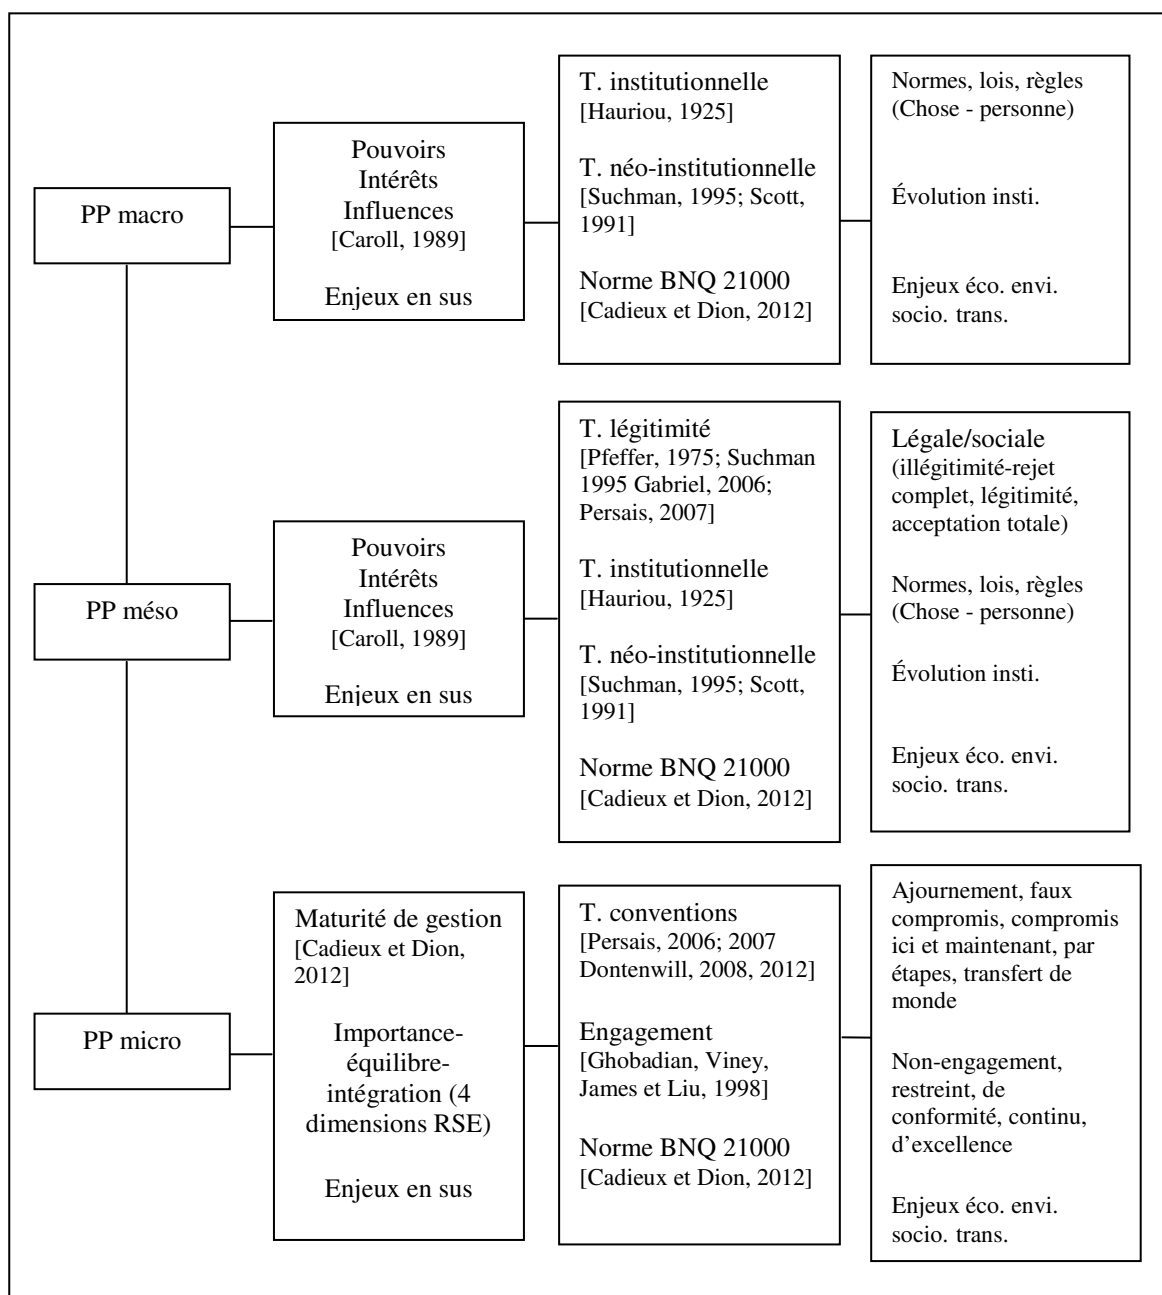 PP macro
Pouvoirs
Intérêts
Influences
[Caroll, 1989]
Enjeux en sus
T. institutionnelle
[Hauriou, 1925]
T. néo-institutionnelle
[Suchman, 1995; Scott,
1991]
Norme BNQ 21000
[Cadieux et Dion, 2012]
Normes, lois, règles
(Chose - personne)
Évolution insti.
Enjeux éco. envi.
socio. trans.
PP méso
Pouvoirs
Intérêts
Influences
[Caroll, 1989]
Enjeux en sus
T. légitimité
[Pfeffer, 1975; Suchman
1995 Gabriel, 2006;
Persais, 2007]
T. institutionnelle
[Hauriou, 1925]
T. néo-institutionnelle
[Suchman, 1995; Scott,
1991]
Norme BNQ 21000
[Cadieux et Dion, 2012]
Légale/sociale
(illégitimité-rejet
complet, légitimité,
acceptation totale)
Normes, lois, règles
(Chose - personne)
Évolution insti.
Enjeux éco. envi.
socio. trans.
PP micro
Maturité de gestion
[Cadieux et Dion,
2012]
Importance-
équilibre-
intégration (4
dimensions RSE)
Enjeux en sus
T. conventions
[Persais, 2006; 2007
Dontenwill, 2008, 2012]
Engagement
[Ghobadian, Viney,
James et Liu, 1998]
Norme BNQ 21000
[Cadieux et Dion, 2012]
Ajournement, faux
compromis, compromis
ici et maintenant, par
étapes, transfert de
monde
Non-engagement,
restreint, de
conformité, continu,
d’excellence
Enjeux éco. envi.
socio. trans.